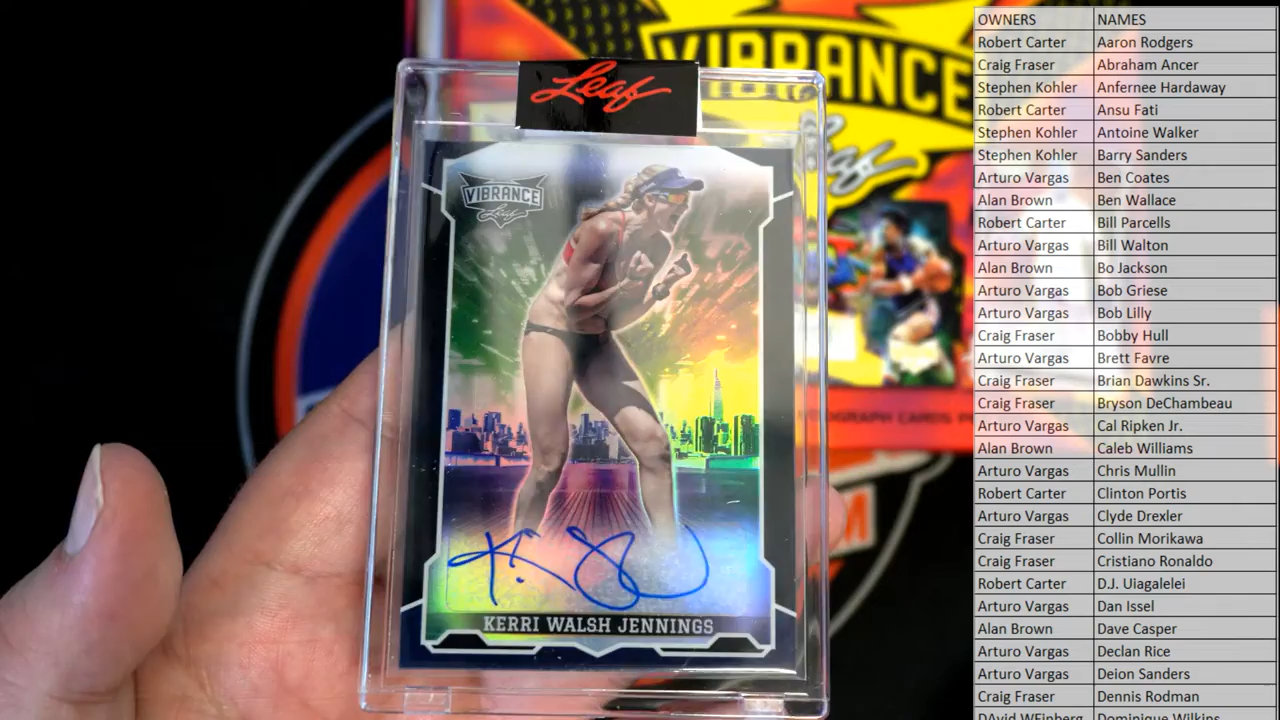 VIBRANCE
Leaf
Leaf
VIBRANCE
Leaf
KERRI WALSH JENNINGS
OWNERS NAMES
Robert Carter Aaron Rodgers
Craig Fraser Abraham Ancer
Stephen Kohler Anfernee Hardaway
Robert Carter Ansu Fati
Stephen Kohler Antoine Walker
Stephen Kohler Barry Sanders
Arturo Vargas Ben Coates
Alan Brown Ben Wallace
Robert Carter Bill Parcells
Arturo Vargas Bill Walton
Alan Brown Bo Jackson
Arturo Vargas Bob Griese
Arturo Vargas Bob Lilly
Craig Fraser Bobby Hull
Arturo Vargas Brett Favre
Craig Fraser Brian Dawkins Sr.
Craig Fraser Bryson DeChambeau
Arturo Vargas Cal Ripken Jr.
Alan Brown Caleb Williams
Arturo Vargas Chris Mullin
Robert Carter Clinton Portis
Arturo Vargas Clyde Drexler
Craig Fraser Collin Morikawa
Craig Fraser Cristiano Ronaldo
Robert Carter D.J. Uiagalelei
Arturo Vargas Dan Issel
Alan Brown Dave Casper
Arturo Vargas Declan Rice
Arturo Vargas Deion Sanders
Craig Fraser Dennis Rodman
DAvid WEinberg Dominique Wilkins